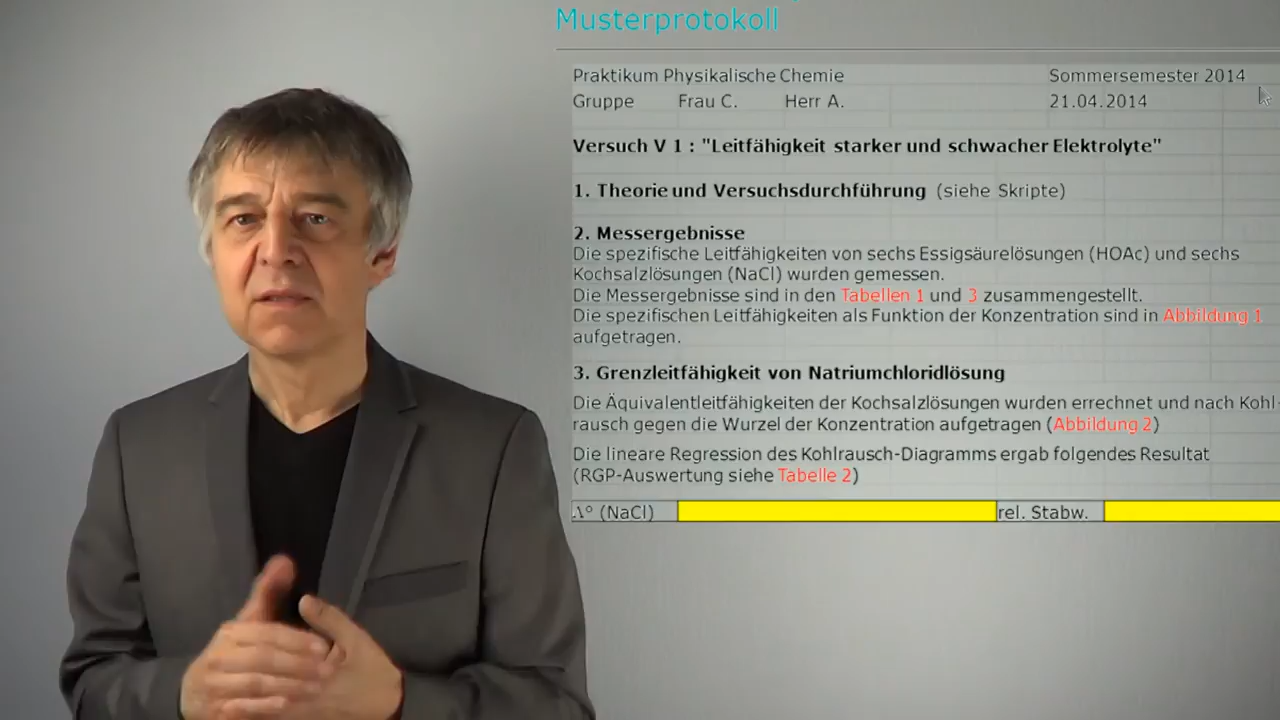 Musterprotokoll
Praktikum Physikalische Chemie Sommersemester 2014
Gruppe Frau C. Herr A. 21.04.2014
Versuch V 1 : "Leitfähigkeit starker und schwacher Elektrolyte"
1. Theorie und Versuchsdurchführung (siehe Skripte)
2. Messergebnisse
Die spezifische Leitfähigkeiten von sechs Essigsäurelösungen (HOAc) und sechs
Kochsalzlösungen (NaCl) wurden gemessen.
Die Messergebnisse sind in den Tabellen 1 und 3 zusammengestellt.
Die spezifischen Leitfähigkeiten als Funktion der Konzentration sind in Abbildung 1
aufgetragen.
3. Grenzleitfähigkeit von Natriumchloridlösung
Die Äquivalentleitfähigkeiten der Kochsalzlösungen wurden errechnet und nach Kohl-
rausch gegen die Wurzel der Konzentration aufgetragen (Abbildung 2)
Die lineare Regression des Kohlrausch-Diagramms ergab folgendes Resultat
(RGP-Auswertung siehe Tabelle 2)
Λ° (NaCl) rel. Stabw.